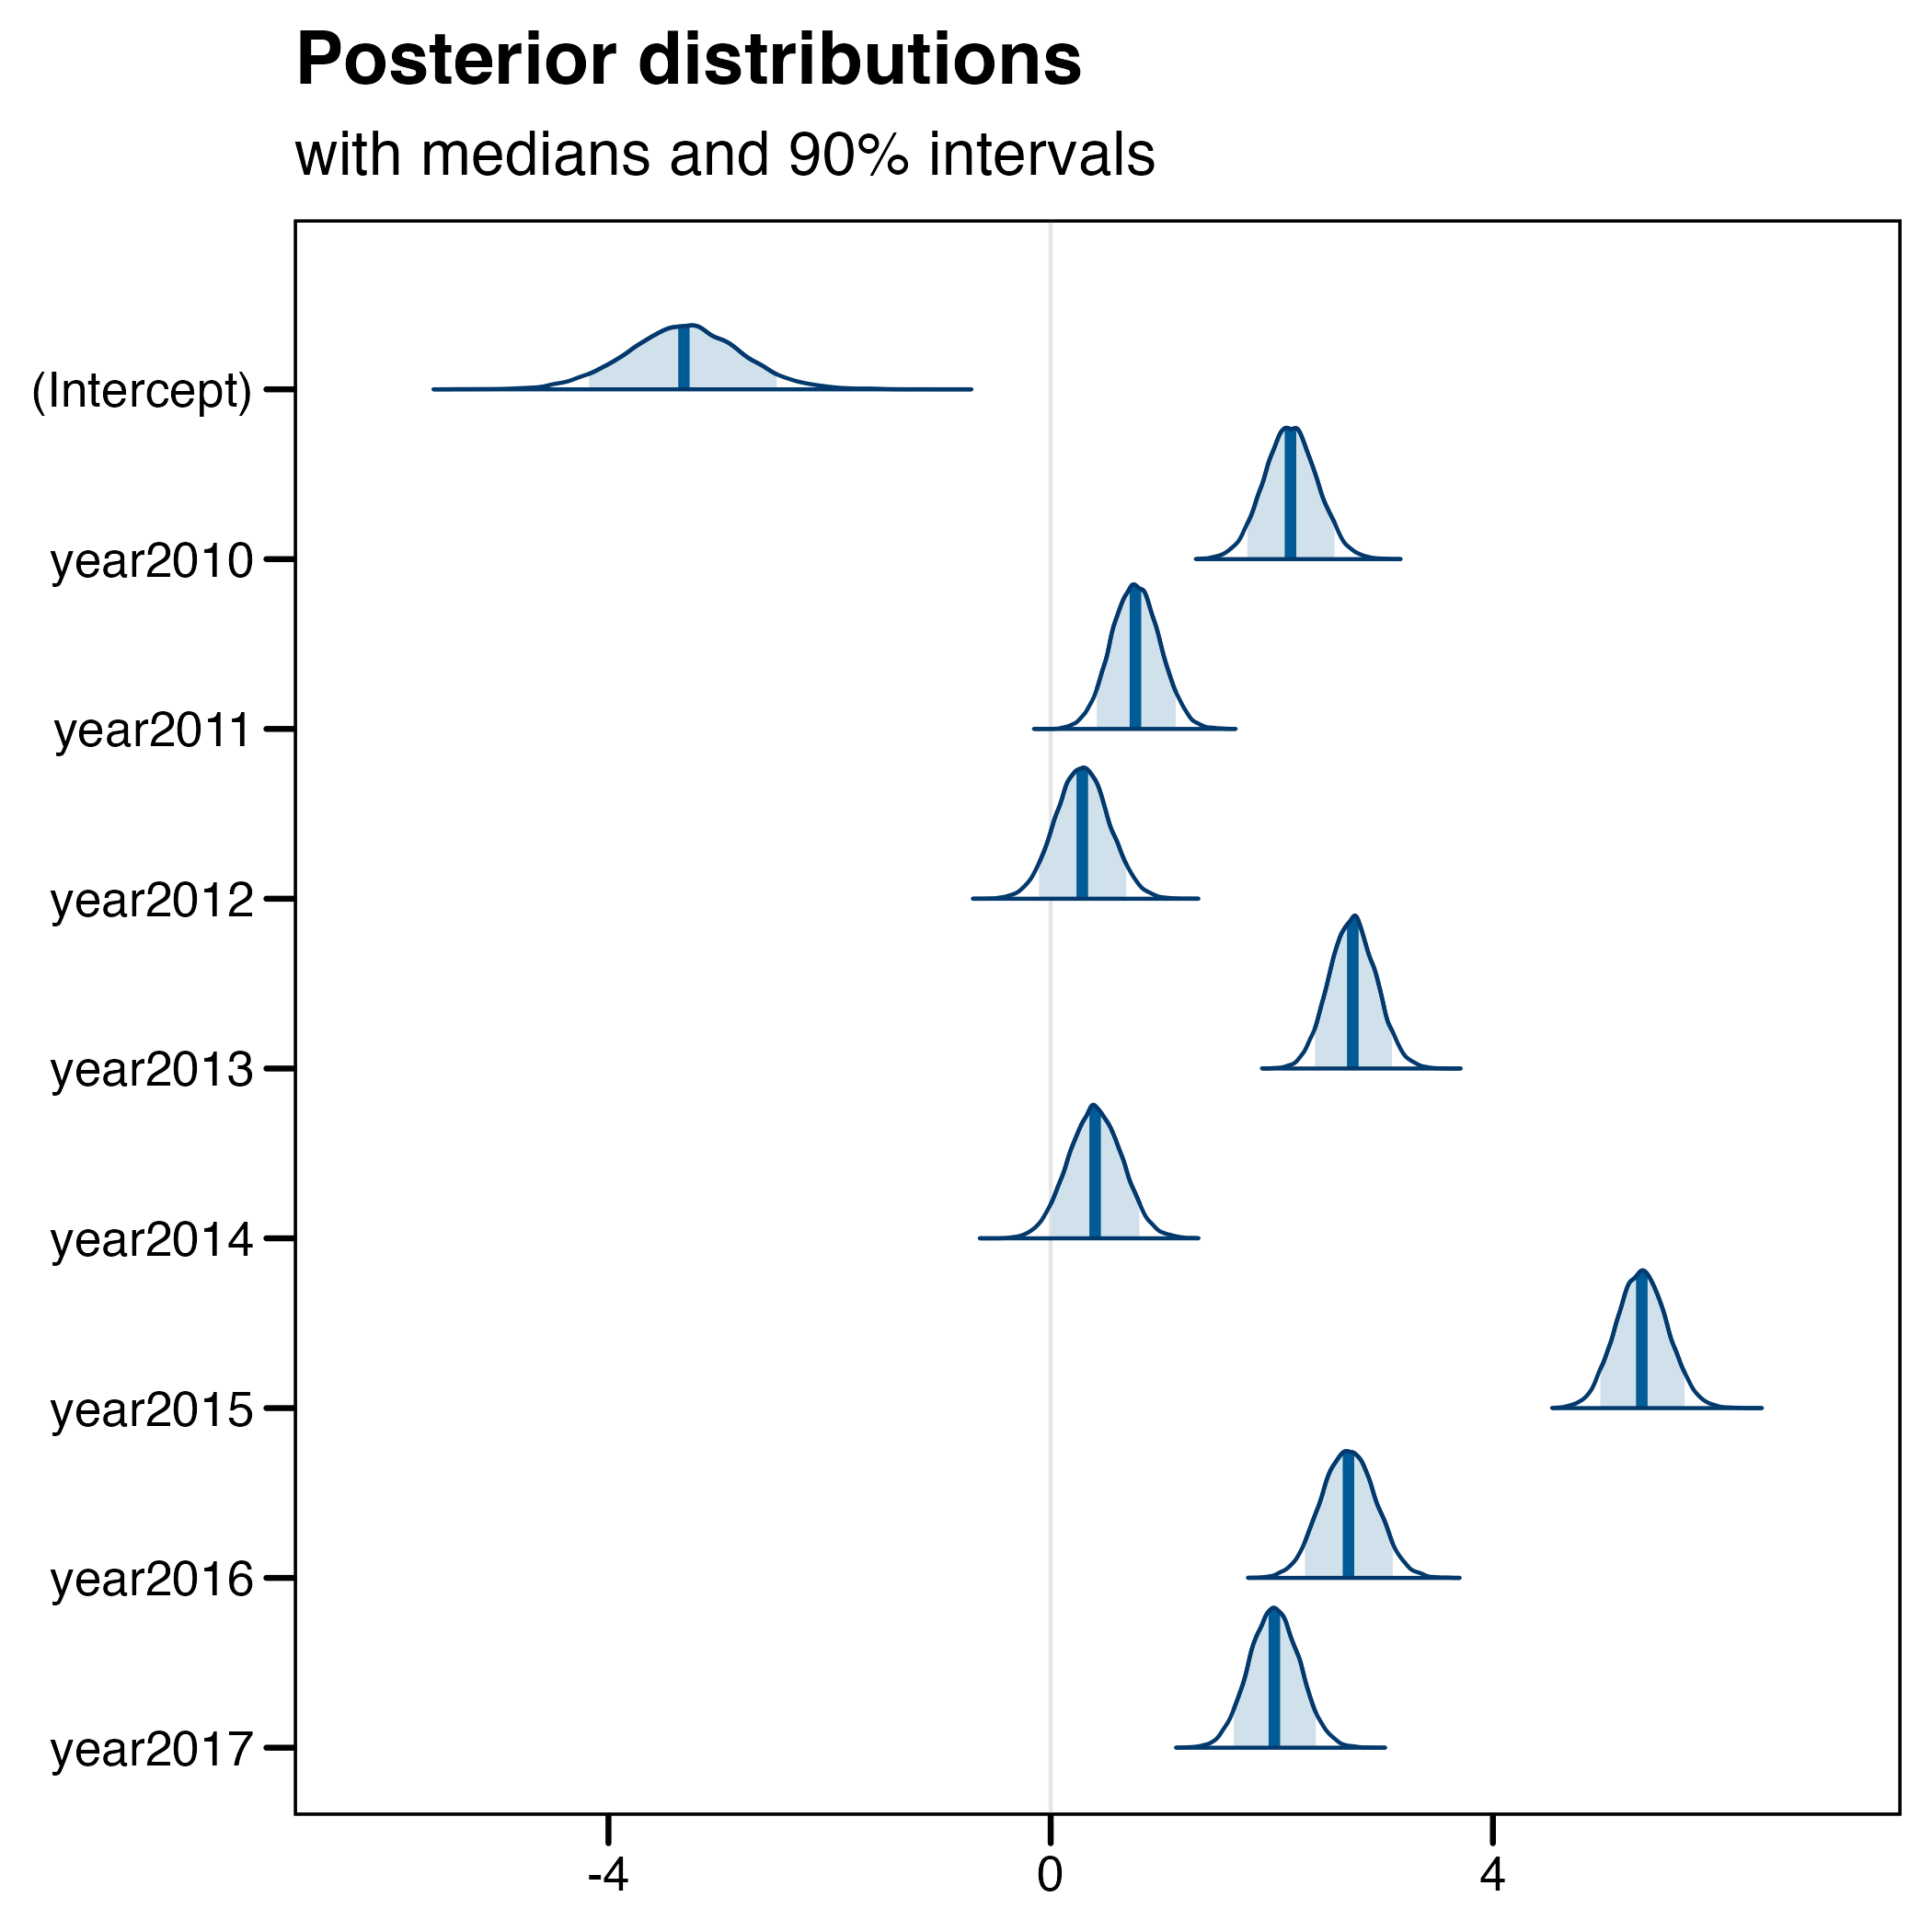 Posterior distributions
with medians and 90% intervals
(Intercept)
year2010
year2011
year2012
year2013
year2014
year2015
year2016
year2017
-4 0 4